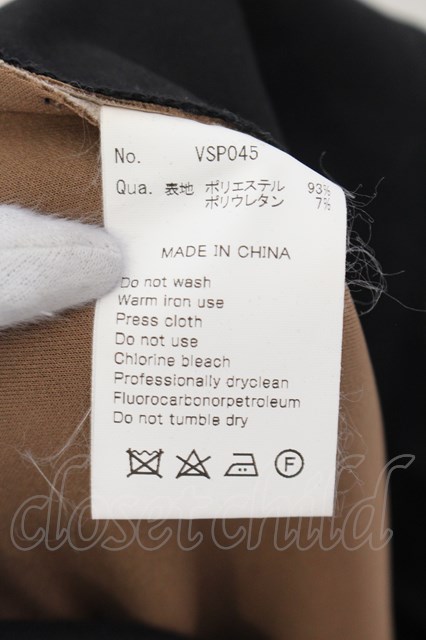 No. VSP045
Qua. 表地 ポリエステル 93%
ポリウレタン 7%
MADE IN CHINA
Do not wash
Warm iron use
Press cloth
Do not use
Chlorine bleach
Professionally dryclean
Fluorocarbonorpetroleum
Do not tumble dry
F
closet child